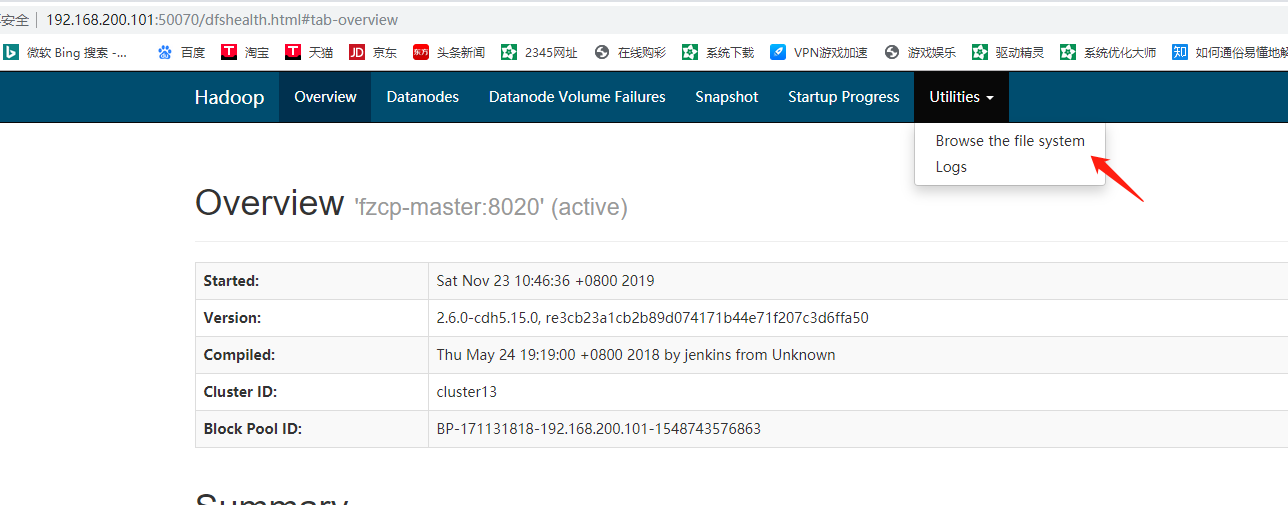 安全 | 192.168.200.101:50070/dfshealth.html#tab-overview
微软 Bing 搜索 -... 百度 淘宝 天猫 京东 头条新闻 2345网址 在线购彩 系统下载 VPN游戏加速 游戏娱乐 驱动精灵 系统优化大师 如何通俗易懂地解
Hadoop Overview Datanodes Datanode Volume Failures Snapshot Startup Progress Utilities
Browse the file system
Logs
Overview 'fzcp-master:8020' (active)
Started: Sat Nov 23 10:46:36 +0800 2019
Version: 2.6.0-cdh5.15.0, re3cb23a1cb2b89d074171b44e71f207c3d6ffa50
Compiled: Thu May 24 19:19:00 +0800 2018 by jenkins from Unknown
Cluster ID: cluster13
Block Pool ID: BP-171131818-192.168.200.101-1548743576863
Summary